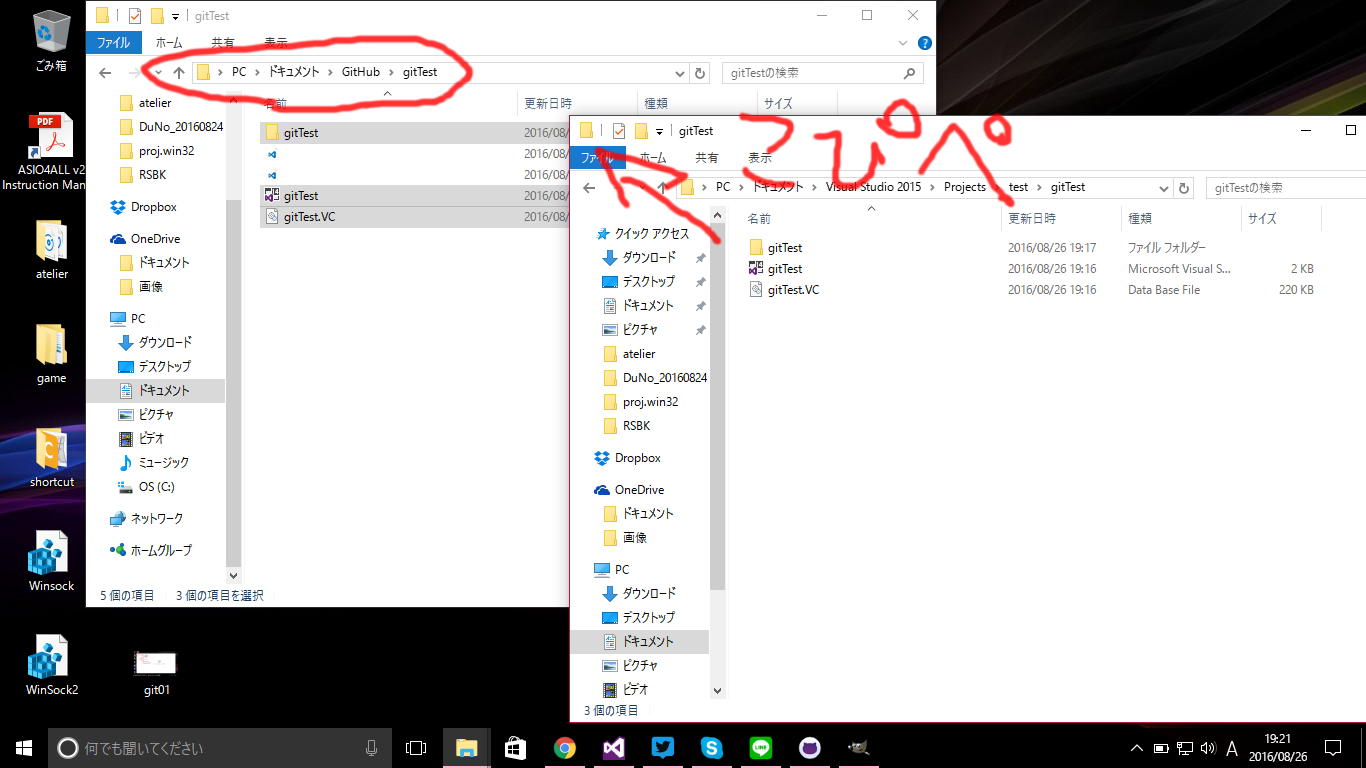 ごみ箱
PDF
ASIO4ALL v2
Instruction Man
atelier
game
shortcut
Winsock
WinSock2
git01
gitTest
ファイル
ホーム
共有
表示
PC
ドキュメント
GitHub
gitTest
gitTestの検索
atelier
DuNo_20160824
proj.win32
RSBK
Dropbox
OneDrive
ドキュメント
画像
PC
ダウンロード
デスクトップ
ドキュメント
ピクチャ
ビデオ
ミュージック
OS (C:)
ネットワーク
ホームグループ
名前 更新日時 種類 サイズ
gitTest 2016/08/
2016/08/
2016/08/
gitTest 2016/08/
gitTest.VC 2016/08/
5 個の項目 3 個の項目を選択
こぴぺ
gitTest
ファイル
ホーム
共有
表示
PC
ドキュメント
Visual Studio 2015
Projects
test
gitTest
gitTestの検索
クイック アクセス
ダウンロード
デスクトップ
ドキュメント
ピクチャ
atelier
DuNo_20160824
proj.win32
RSBK
Dropbox
OneDrive
ドキュメント
画像
PC
ダウンロード
デスクトップ
ドキュメント
ピクチャ
ビデオ
名前 更新日時 種類 サイズ
gitTest 2016/08/26 19:17 ファイル フォルダー
gitTest 2016/08/26 19:16 Microsoft Visual S... 2 KB
gitTest.VC 2016/08/26 19:16 Data Base File 220 KB
3 個の項目
何でも聞いてください
A
19:21
2016/08/26